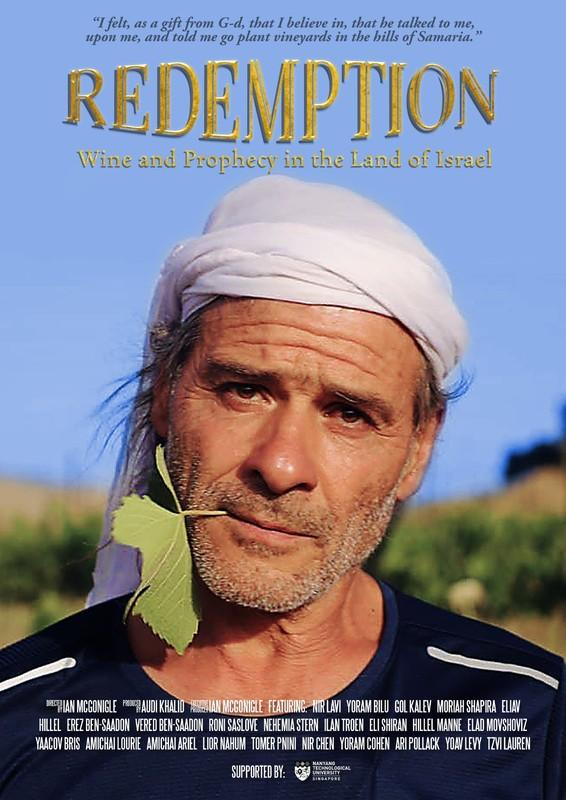 “I felt, as a gift from G-d, that I believe in, that he talked to me,
upon me, and told me go plant vineyards in the hills of Samaria.”
REDEMPTION
Wine and Prophecy in the Land of Israel
DIRECTED BY IAN MCGONIGLE PRODUCED BY AUDI KHALID IAN MCGONIGLE FEATURING: NIR LAVI YORAM BILU GOL KALEV MORIAH SHAPIRA ELIAV
HILLEL EREZ BEN-SAADON VERED BEN-SAADON RONI SASLOVE NEHEMIA STERN ILAN TROEN ELI SHIRAN HILLEL MANNE ELAD MOVSHOVIZ
YAACOV BRIS AMICHAI LOURIE AMICHAI ARIEL LIOR NAHUM TOMER PNINI NIR CHEN YORAM COHEN ARI POLLACK YOAV LEVY TZVI LAUREN
SUPPORTED BY:
NANYANG
TECHNOLOGICAL
UNIVERSITY
SINGAPORE